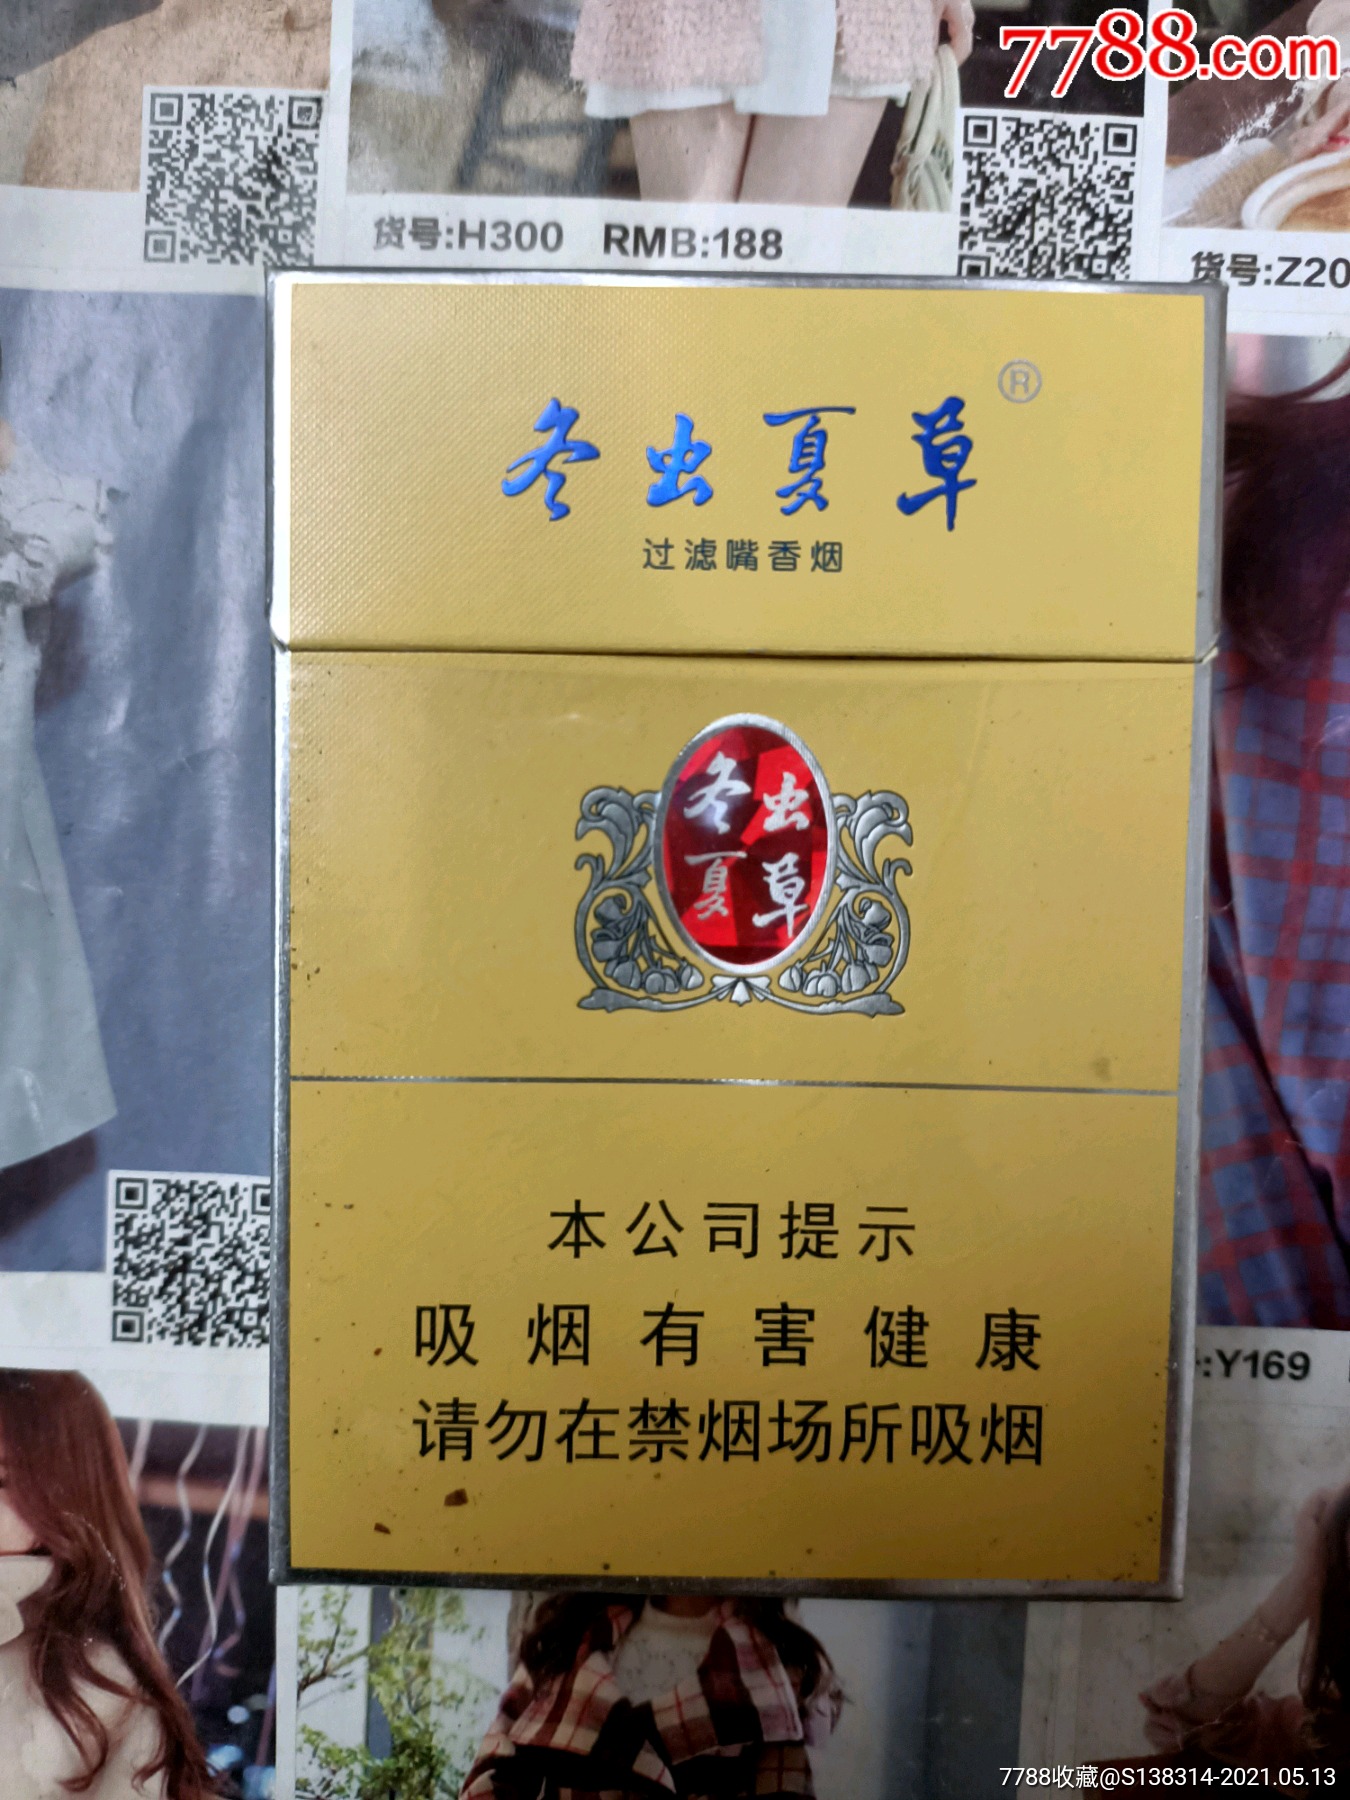 7788.com
货号:H300 RMB:188
货号:Z20
冬虫夏草®
过滤嘴香烟
冬虫
夏草
本公司提示
吸烟有害健康
:Y169
请勿在禁烟场所吸烟
7788收藏@S138314-2021.05.13